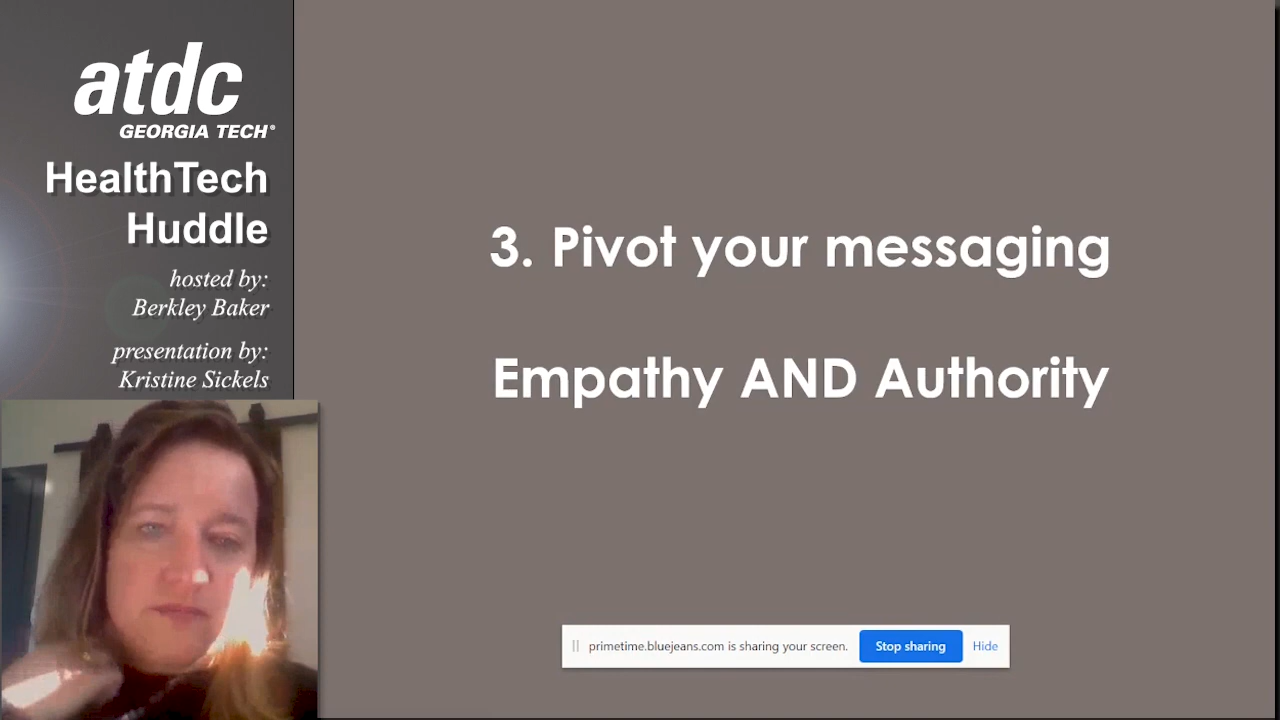 atdc
GEORGIA TECH®
HealthTech
Huddle
hosted by:
Berkley Baker
presentation by:
Kristine Sickels
3. Pivot your messaging
Empathy AND Authority
primetime.bluejeans.com is sharing your screen.
Stop sharing
Hide